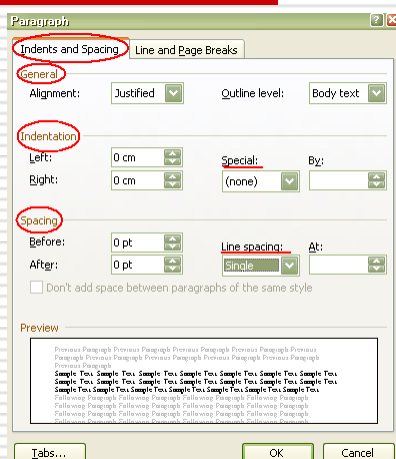 Paragraph
Indents and Spacing Line and Page Breaks
General
Alignment: Justified Outline level: Body text
Indentation
Left: 0 cm Special: By:
Right: 0 cm (none)
Spacing
Before: 0 pt Line spacing: At:
After: 0 pt Single
Don't add space between paragraphs of the same style
Preview
Previous Paragraph Previous Paragraph Previous Paragraph Previous Paragraph Previous
Paragraph Previous Paragraph Previous Paragraph Previous Paragraph Previous Paragraph
Previous Paragraph
Sample Text Sample Text Sample Text Sample Text Sample Text Sample Text Sample Text
Sample Text Sample Text Sample Text Sample Text Sample Text Sample Text Sample Text
Sample Text Sample Text Sample Text Sample Text Sample Text Sample Text Sample Text
Following Paragraph Following Paragraph Following Paragraph Following Paragraph
Following Paragraph Following Paragraph Following Paragraph Following Paragraph
Following Paragraph Following Paragraph Following Paragraph Following Paragraph
Following Paragraph Following Paragraph Following Paragraph Following Paragraph
Tabs... OK Cancel